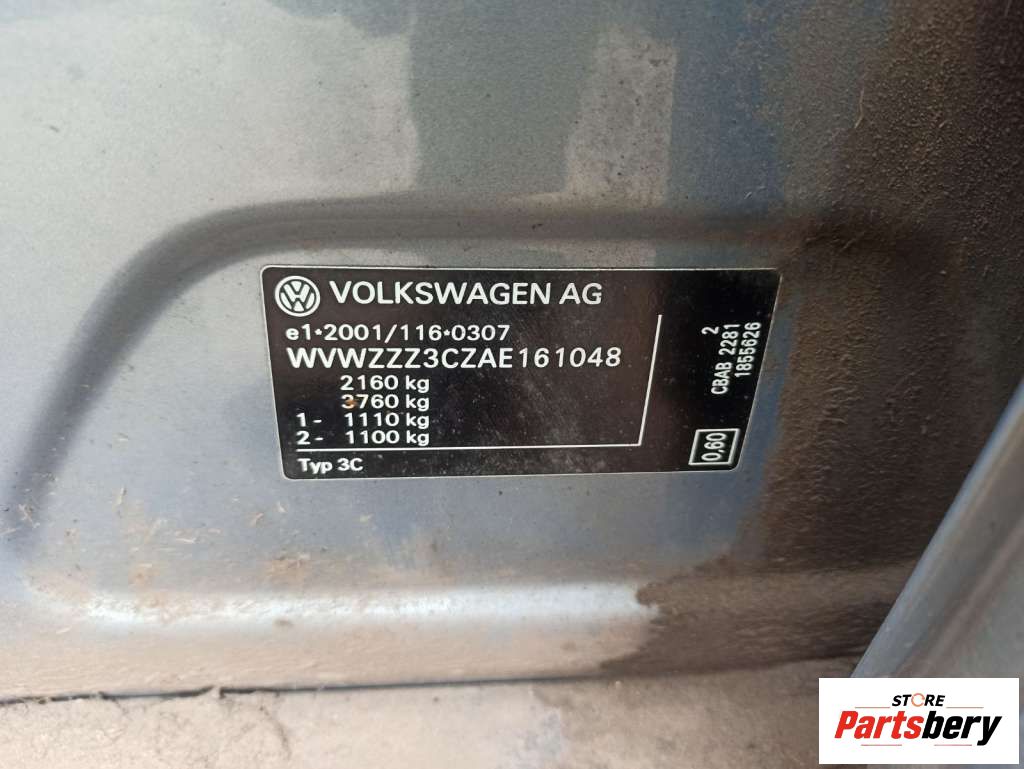 VOLKSWAGEN AG
e1*2001/116*0307
WVWZZZ3CZAE161048
2160 kg
3760 kg
1- 1110 kg
2- 1100 kg
Typ 3C
2
CBAB 2281
1855626
0,60
STORE
Partsbery